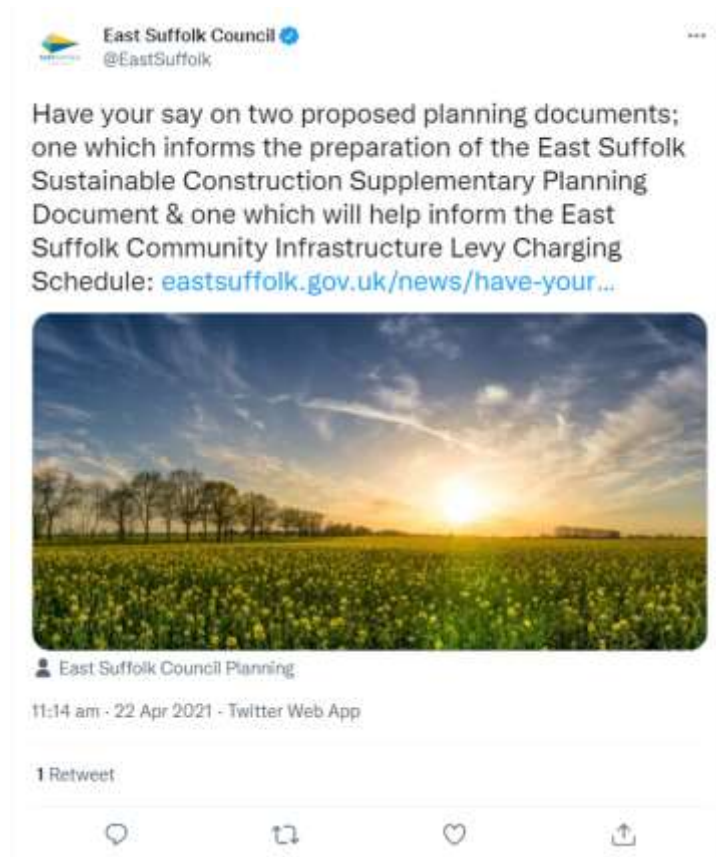 East Suffolk Council
@EastSuffolk
Have your say on two proposed planning documents;
one which informs the preparation of the East Suffolk
Sustainable Construction Supplementary Planning
Document & one which will help inform the East
Suffolk Community Infrastructure Levy Charging
Schedule: eastsuffolk.gov.uk/news/have-your...
East Suffolk Council Planning
11:14 am · 22 Apr 2021 · Twitter Web App
1 Retweet